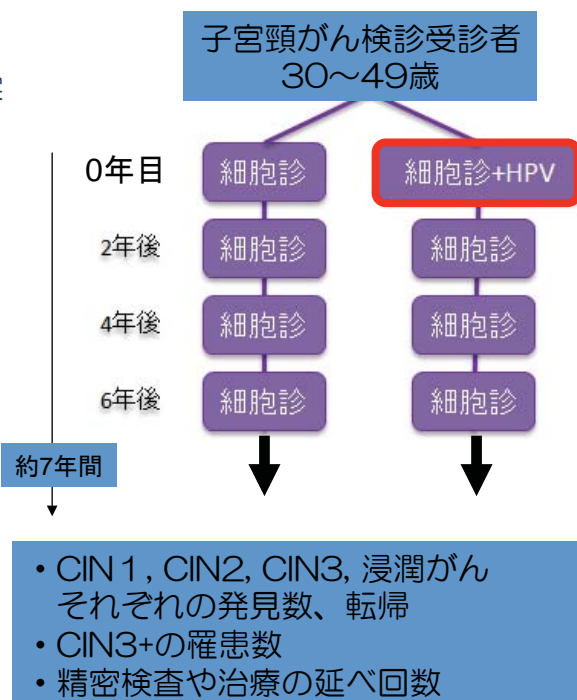 子宮頸がん検診受診者
30〜49歳
0年目 細胞診 細胞診+HPV
2年後 細胞診 細胞診
4年後 細胞診 細胞診
6年後 細胞診 細胞診
約7年間
・CIN１, CIN2, CIN3, 浸潤がん
それぞれの発見数、転帰
・CIN3+の罹患数
・精密検査や治療の延べ回数